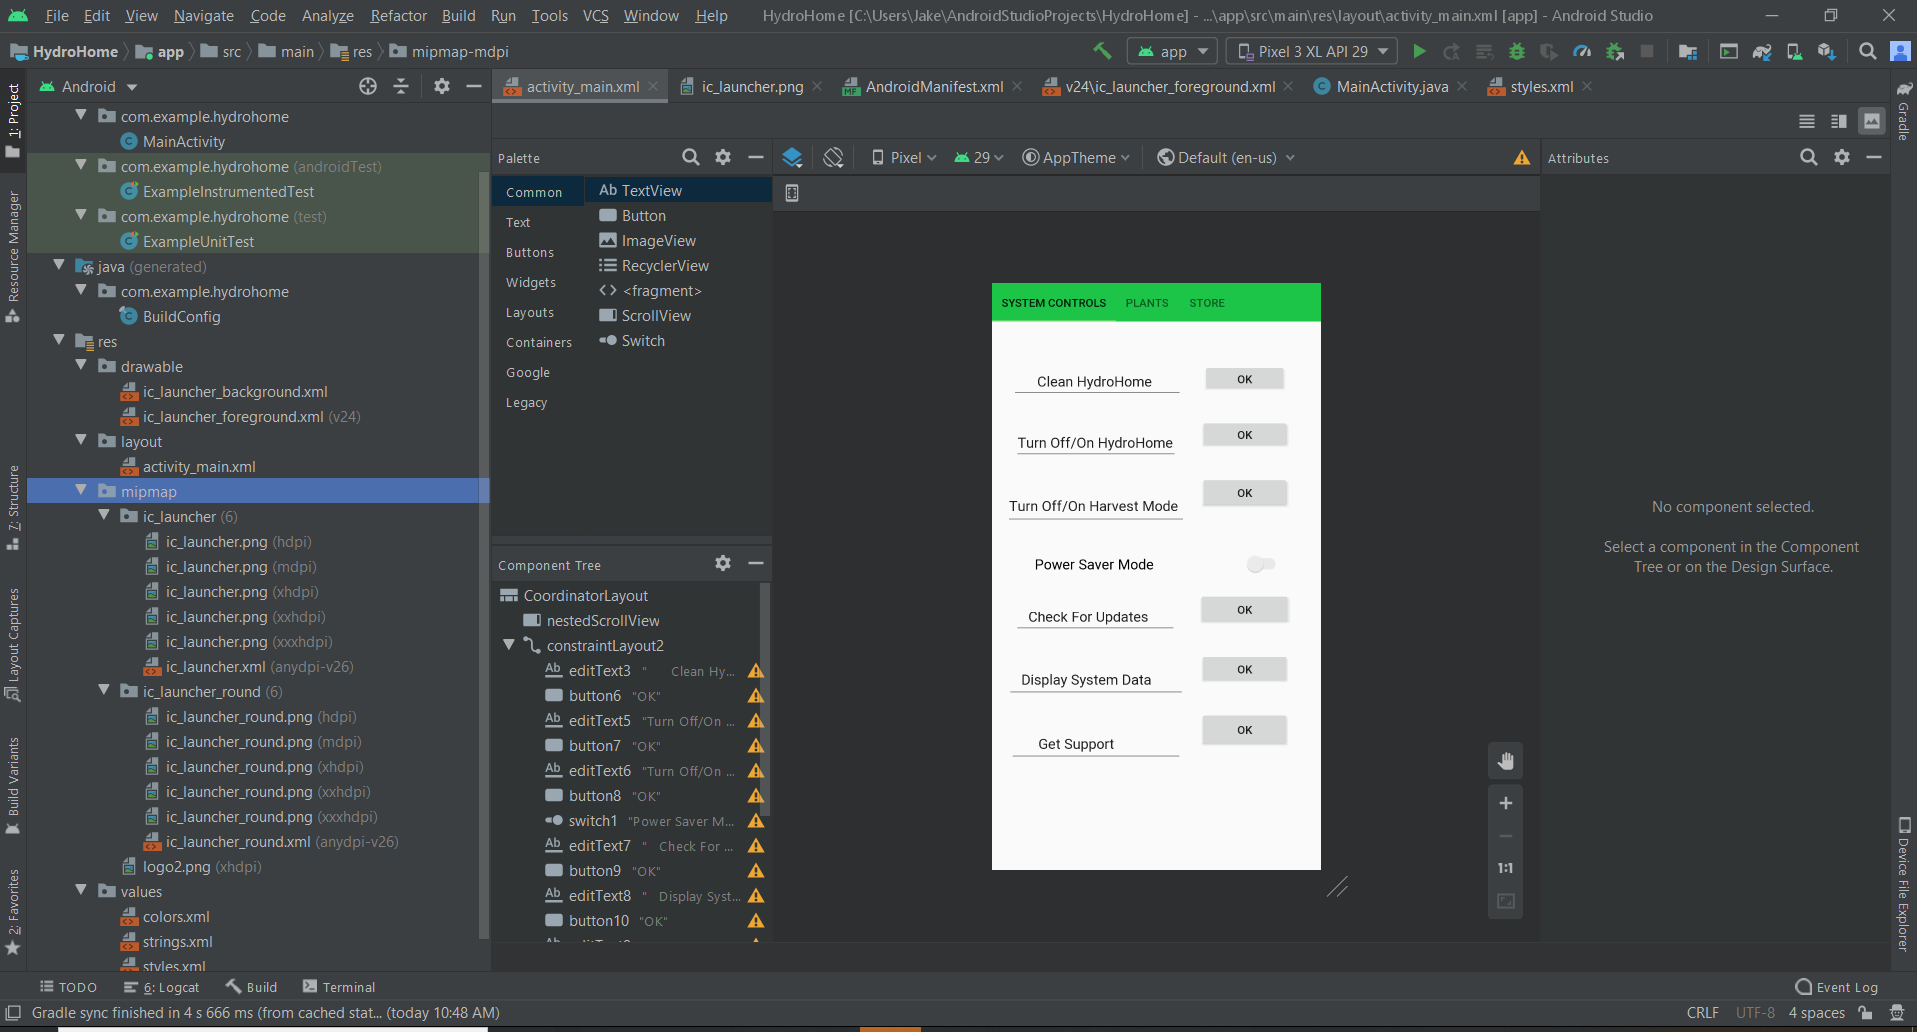 File Edit View Navigate Code Analyze Refactor Build Run Tools VCS Window Help HydroHome [C:\Users\Jake\AndroidStudioProjects\HydroHome] - ...\app\src\main\res\layout\activity_main.xml [app] - Android Studio
HydroHome app src main res mipmap-mdpi app Pixel 3 XL API 29
Android
activity_main.xml ic_launcher.png AndroidManifest.xml v24\ic_launcher_foreground.xml MainActivity.java styles.xml
1: Project
Resource Manager
7: Structure
Layout Captures
Build Variants
2: Favorites
com.example.hydrohome
MainActivity
com.example.hydrohome (androidTest)
ExampleInstrumentedTest
com.example.hydrohome (test)
ExampleUnitTest
java (generated)
com.example.hydrohome
BuildConfig
res
drawable
ic_launcher_background.xml
ic_launcher_foreground.xml (v24)
layout
activity_main.xml
mipmap
ic_launcher (6)
ic_launcher.png (hdpi)
ic_launcher.png (mdpi)
ic_launcher.png (xhdpi)
ic_launcher.png (xxhdpi)
ic_launcher.png (xxxhdpi)
ic_launcher.xml (anydpi-v26)
ic_launcher_round (6)
ic_launcher_round.png (hdpi)
ic_launcher_round.png (mdpi)
ic_launcher_round.png (xhdpi)
ic_launcher_round.png (xxhdpi)
ic_launcher_round.png (xxxhdpi)
ic_launcher_round.xml (anydpi-v26)
logo2.png (xhdpi)
values
colors.xml
strings.xml
styles.xml
Palette
Common
Text
Buttons
Widgets
Layouts
Containers
Google
Legacy
Ab TextView
Button
ImageView
RecyclerView
<> <fragment>
ScrollView
Switch
Component Tree
CoordinatorLayout
nestedScrollView
constraintLayout2
Ab editText3 " Clean Hy...
button6 "OK"
Ab editText5 "Turn Off/On ...
button7 "OK"
Ab editText6 "Turn Off/On ...
button8 "OK"
switch1 "Power Saver M...
Ab editText7 " Check For ...
button9 "OK"
Ab editText8 " Display Syst...
button10 "OK"
Pixel 29 AppTheme Default (en-us)
SYSTEM CONTROLS PLANTS STORE
Clean HydroHome OK
Turn Off/On HydroHome OK
Turn Off/On Harvest Mode OK
Power Saver Mode
Check For Updates OK
Display System Data OK
Get Support OK
1:1
Attributes
No component selected.
Select a component in the Component
Tree or on the Design Surface.
Gradle
Device File Explorer
TODO 6: Logcat Build Terminal Event Log
Gradle sync finished in 4 s 666 ms (from cached stat... (today 10:48 AM) CRLF UTF-8 4 spaces